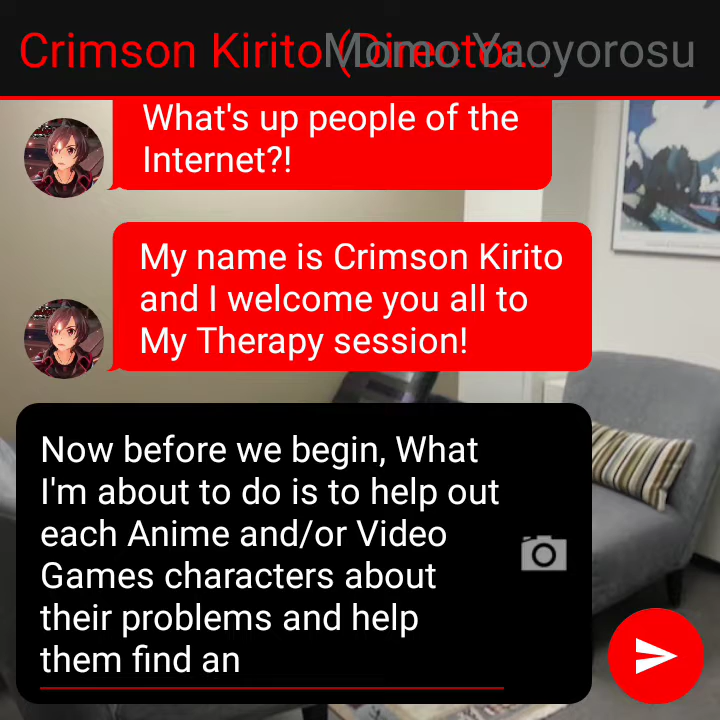 Crimson Kirito (Director...
Momo Yaoyorosu
What's up people of the
Internet?!
My name is Crimson Kirito
and I welcome you all to
My Therapy session!
Now before we begin, What
I'm about to do is to help out
each Anime and/or Video
Games characters about
their problems and help
them find an